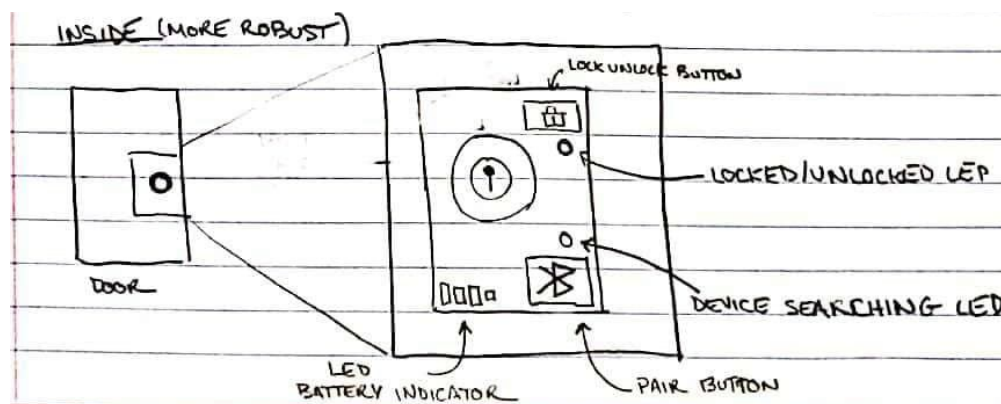 INSIDE (MORE ROBUST)
LOCK UNLOCK BUTTON
LOCKED/UNLOCKED LED
DOOR
DEVICE SEARCHING LED
LED
BATTERY INDICATOR
PAIR BUTTON